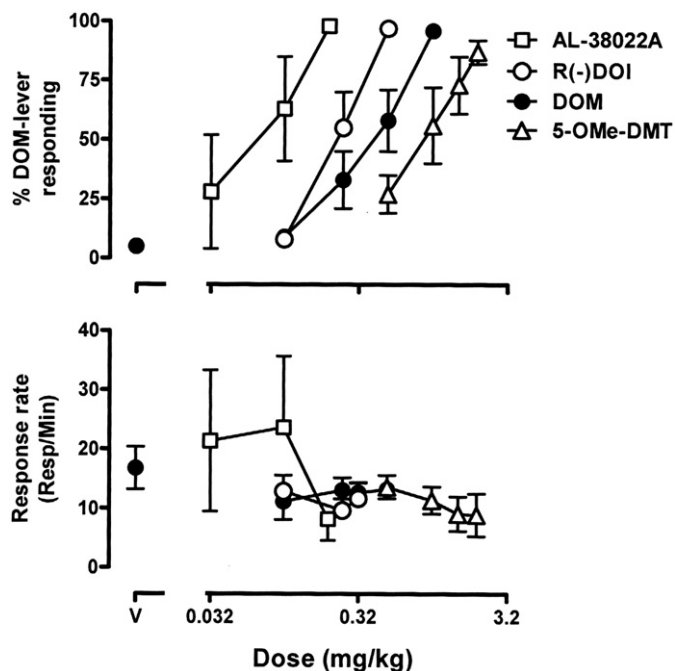 100
75
50
25
0
% DOM-lever
responding
AL-38022A
R(-)DOI
DOM
5-OMe-DMT
40
30
20
10
0
Response rate
(Resp/Min)
V
0.032
0.32
3.2
Dose (mg/kg)